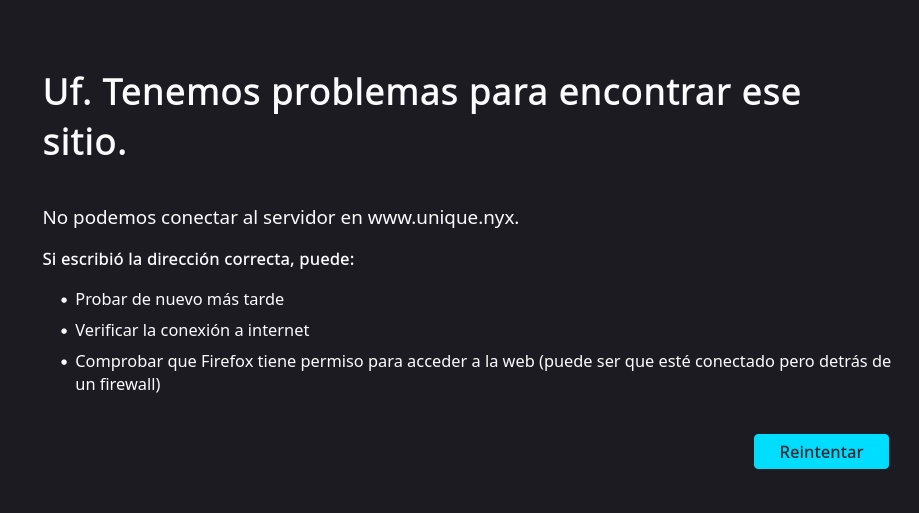 Uf. Tenemos problemas para encontrar ese
sitio.
No podemos conectar al servidor en www.unique.nyx.
Si escribió la dirección correcta, puede:
• Probar de nuevo más tarde
• Verificar la conexión a internet
• Comprobar que Firefox tiene permiso para acceder a la web (puede ser que esté conectado pero detrás de
un firewall)
Reintentar